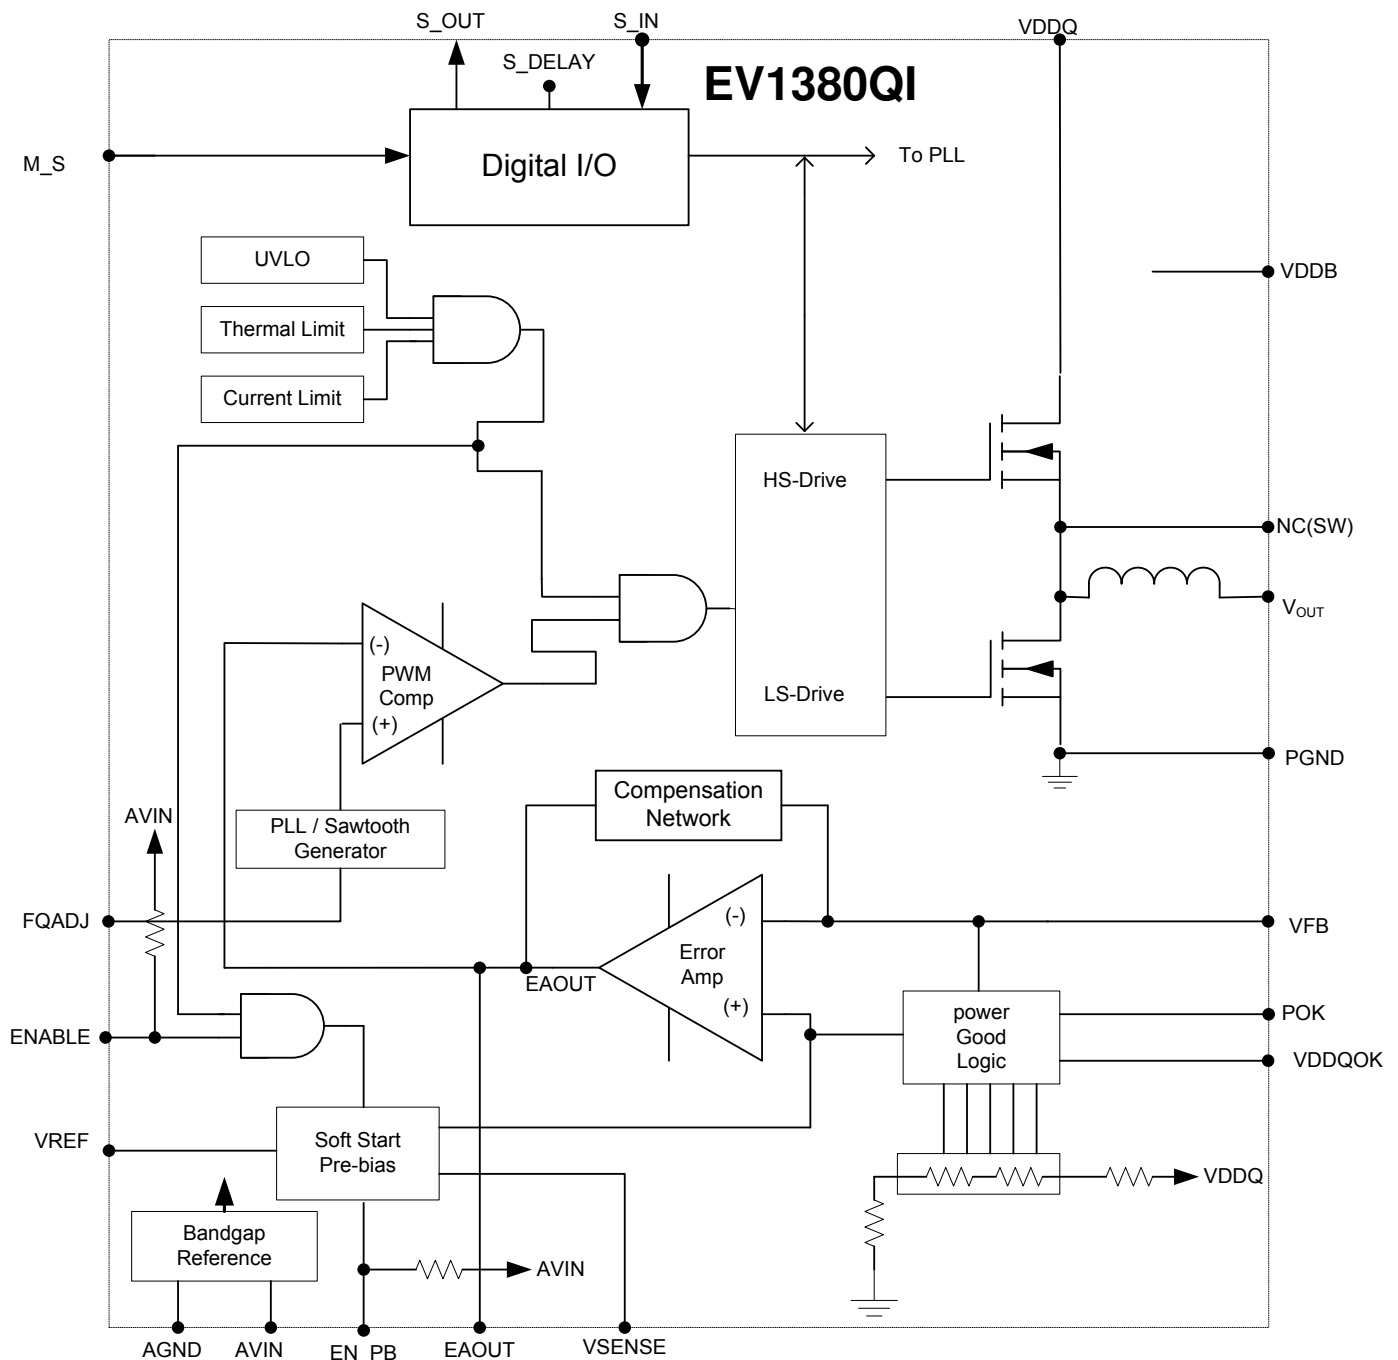 S_OUT
S_IN
VDDQ
S_DELAY
EV1380QI
M_S
Digital I/O
To PLL
UVLO
VDDB
Thermal Limit
Current Limit
HS-Drive
NC(SW)
VOUT
(-)
PWM
Comp
(+)
LS-Drive
PGND
Compensation
Network
AVIN
PLL / Sawtooth
Generator
FQADJ
(-)
VFB
Error
Amp
EAOUT
(+)
power
Good
Logic
POK
ENABLE
VDDQOK
VREF
Soft Start
Pre-bias
VDDQ
Bandgap
Reference
AVIN
AGND
AVIN
EN_PB
EAOUT
VSENSE